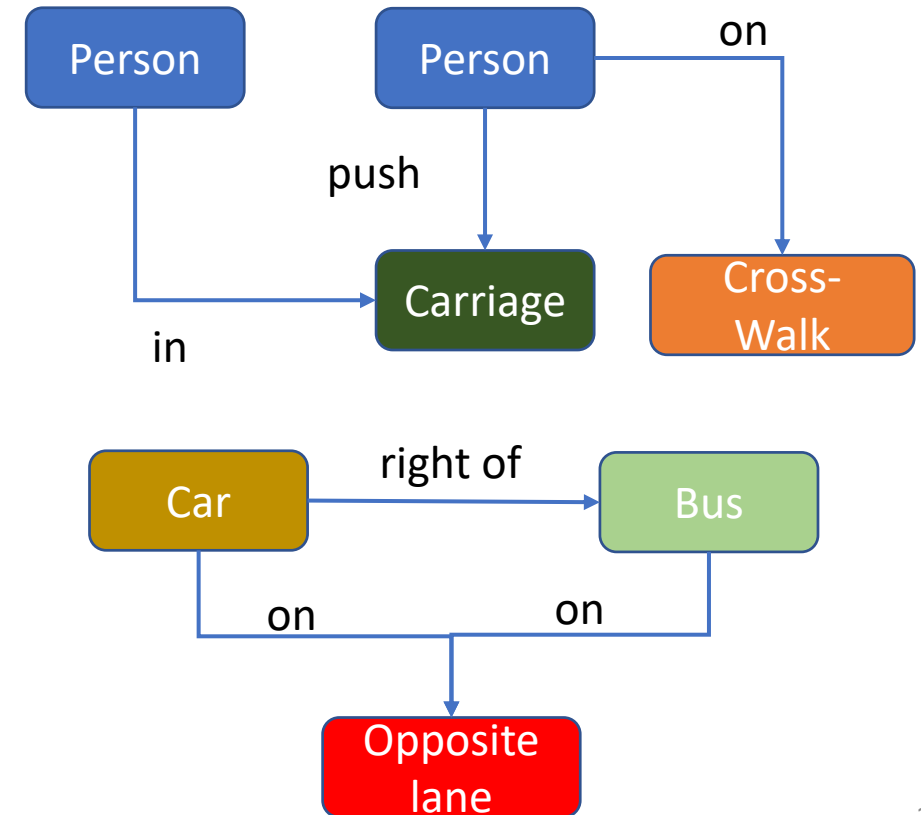 on
Person
Person
push
Carriage
Cross-
Walk
in
right of
Car
Bus
on
on
Opposite
lane